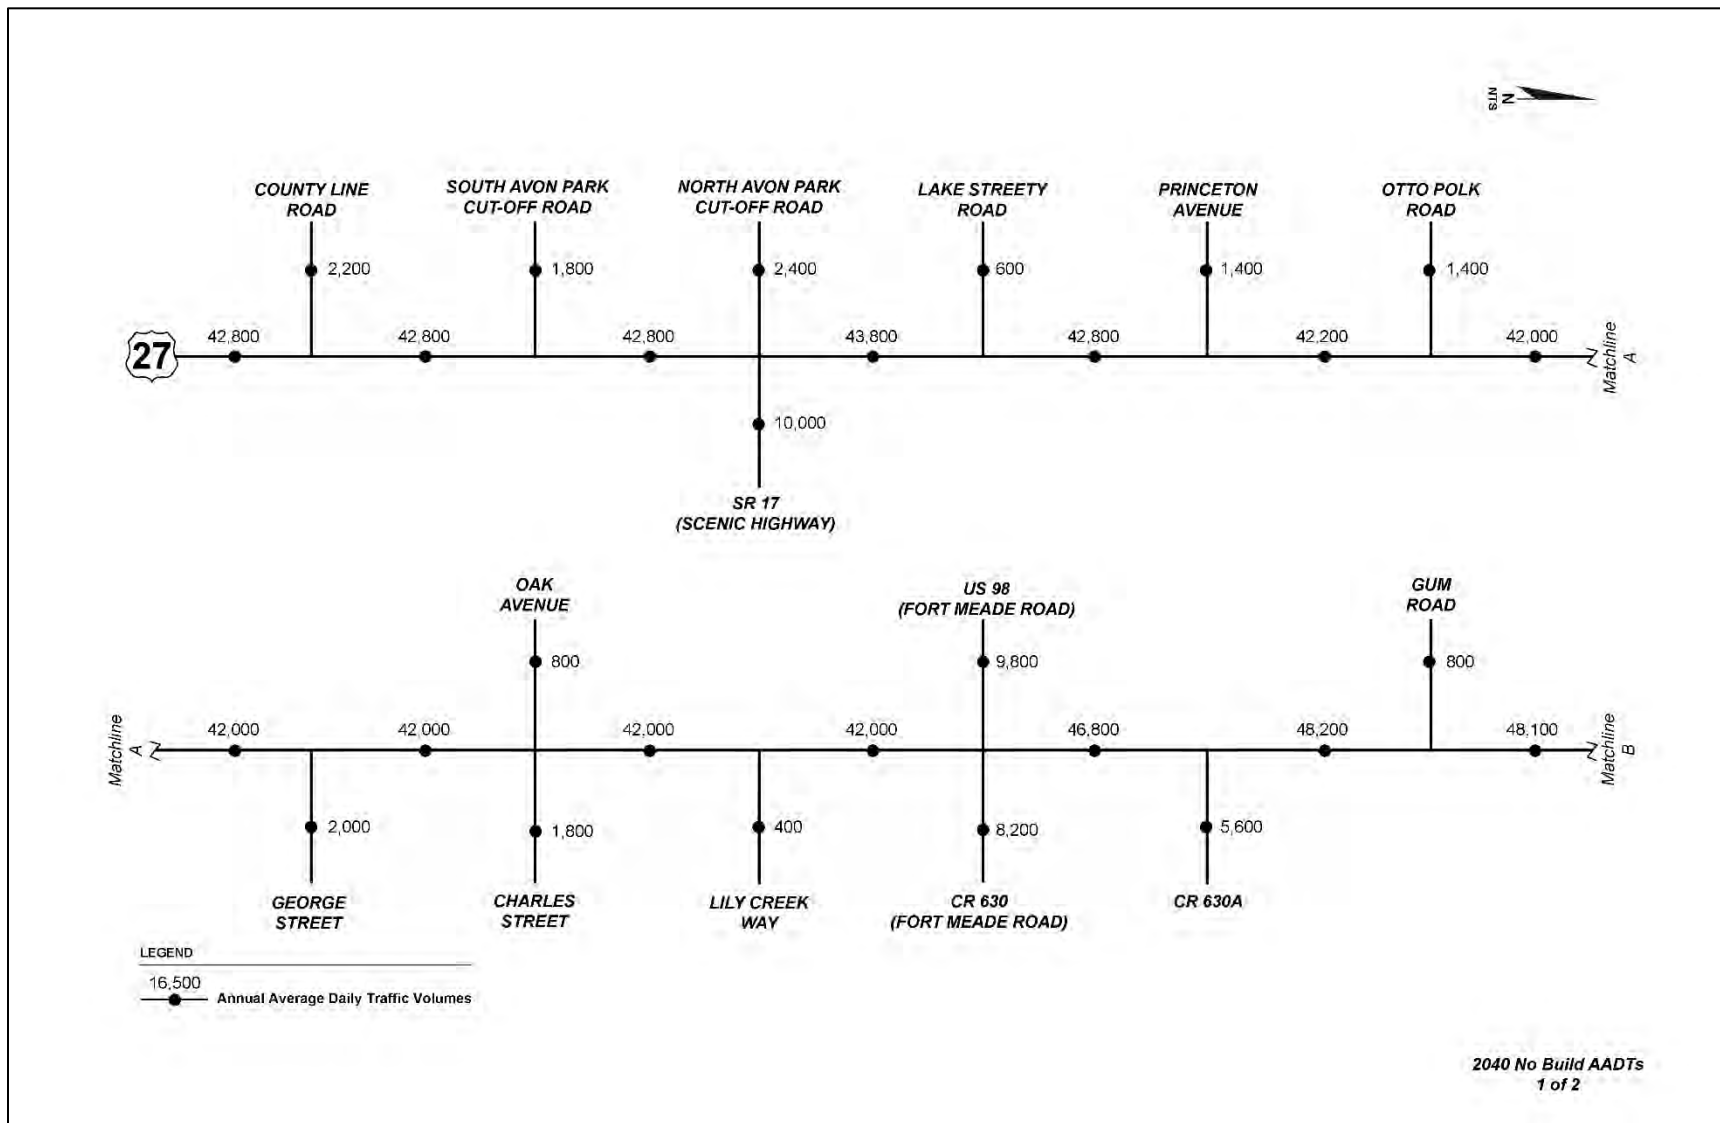 NTS
N
COUNTY LINE
ROAD
SOUTH AVON PARK
CUT-OFF ROAD
NORTH AVON PARK
CUT-OFF ROAD
LAKE STREETY
ROAD
PRINCETON
AVENUE
OTTO POLK
ROAD
2,200
1,800
2,400
600
1,400
1,400
27
42,800
42,800
42,800
43,800
42,800
42,200
42,000
Matchline
A
10,000
SR 17
(SCENIC HIGHWAY)
OAK
AVENUE
US 98
(FORT MEADE ROAD)
GUM
ROAD
800
9,800
800
Matchline
A
42,000
42,000
42,000
42,000
46,800
48,200
48,100
Matchline
B
2,000
1,800
400
8,200
5,600
GEORGE
STREET
CHARLES
STREET
LILY CREEK
WAY
CR 630
(FORT MEADE ROAD)
CR 630A
LEGEND
16,500
Annual Average Daily Traffic Volumes
2040 No Build AADTs
1 of 2